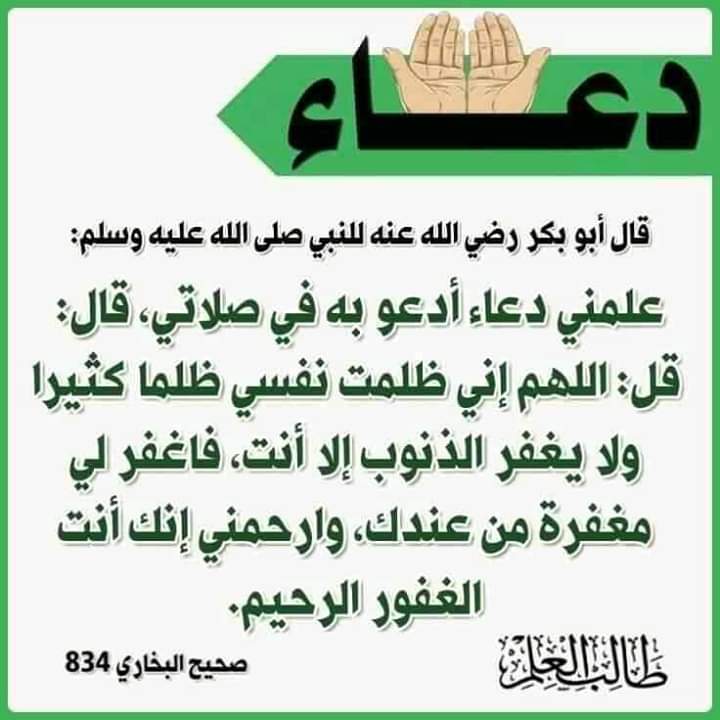 دعاء
قال أبو بكر رضي الله عنه للنبي صلى الله عليه وسلم:
علمني دعاء أدعو به في صلاتي، قال:
قل: اللهم إني ظلمت نفسي ظلما كثيرا
ولا يغفر الذنوب إلا أنت، فاغفر لي
مغفرة من عندك، وارحمني إنك أنت
الغفور الرحيم.
طالب العلم
صحيح البخاري 834